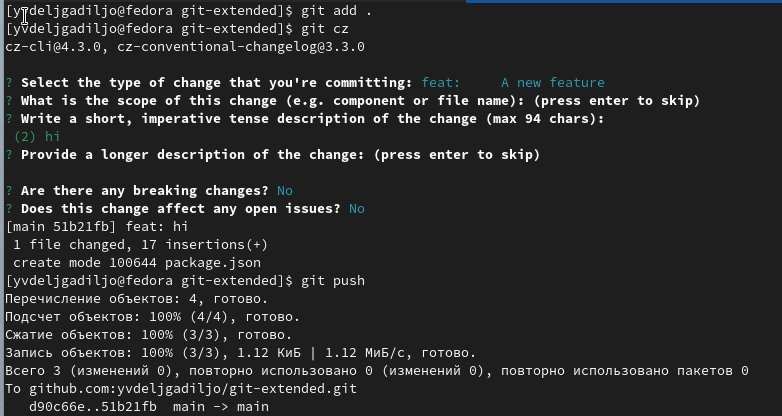 [yvdeljgadiljo@fedora git-extended]$ git add .
[yvdeljgadiljo@fedora git-extended]$ git cz
cz-cli@4.3.0, cz-conventional-changelog@3.3.0
? Select the type of change that you're committing: feat:     A new feature
? What is the scope of this change (e.g. component or file name): (press enter to skip)
? Write a short, imperative tense description of the change (max 94 chars):
 (2) hi
? Provide a longer description of the change: (press enter to skip)
? Are there any breaking changes? No
? Does this change affect any open issues? No
[main 51b21fb] feat: hi
 1 file changed, 17 insertions(+)
 create mode 100644 package.json
[yvdeljgadiljo@fedora git-extended]$ git push
Перечисление объектов: 4, готово.
Подсчет объектов: 100% (4/4), готово.
Сжатие объектов: 100% (3/3), готово.
Запись объектов: 100% (3/3), 1.12 КиБ | 1.12 МиБ/с, готово.
Всего 3 (изменений 0), повторно использовано 0 (изменений 0), повторно использовано пакетов 0
To github.com:yvdeljgadiljo/git-extended.git
   d90c66e..51b21fb  main -> main